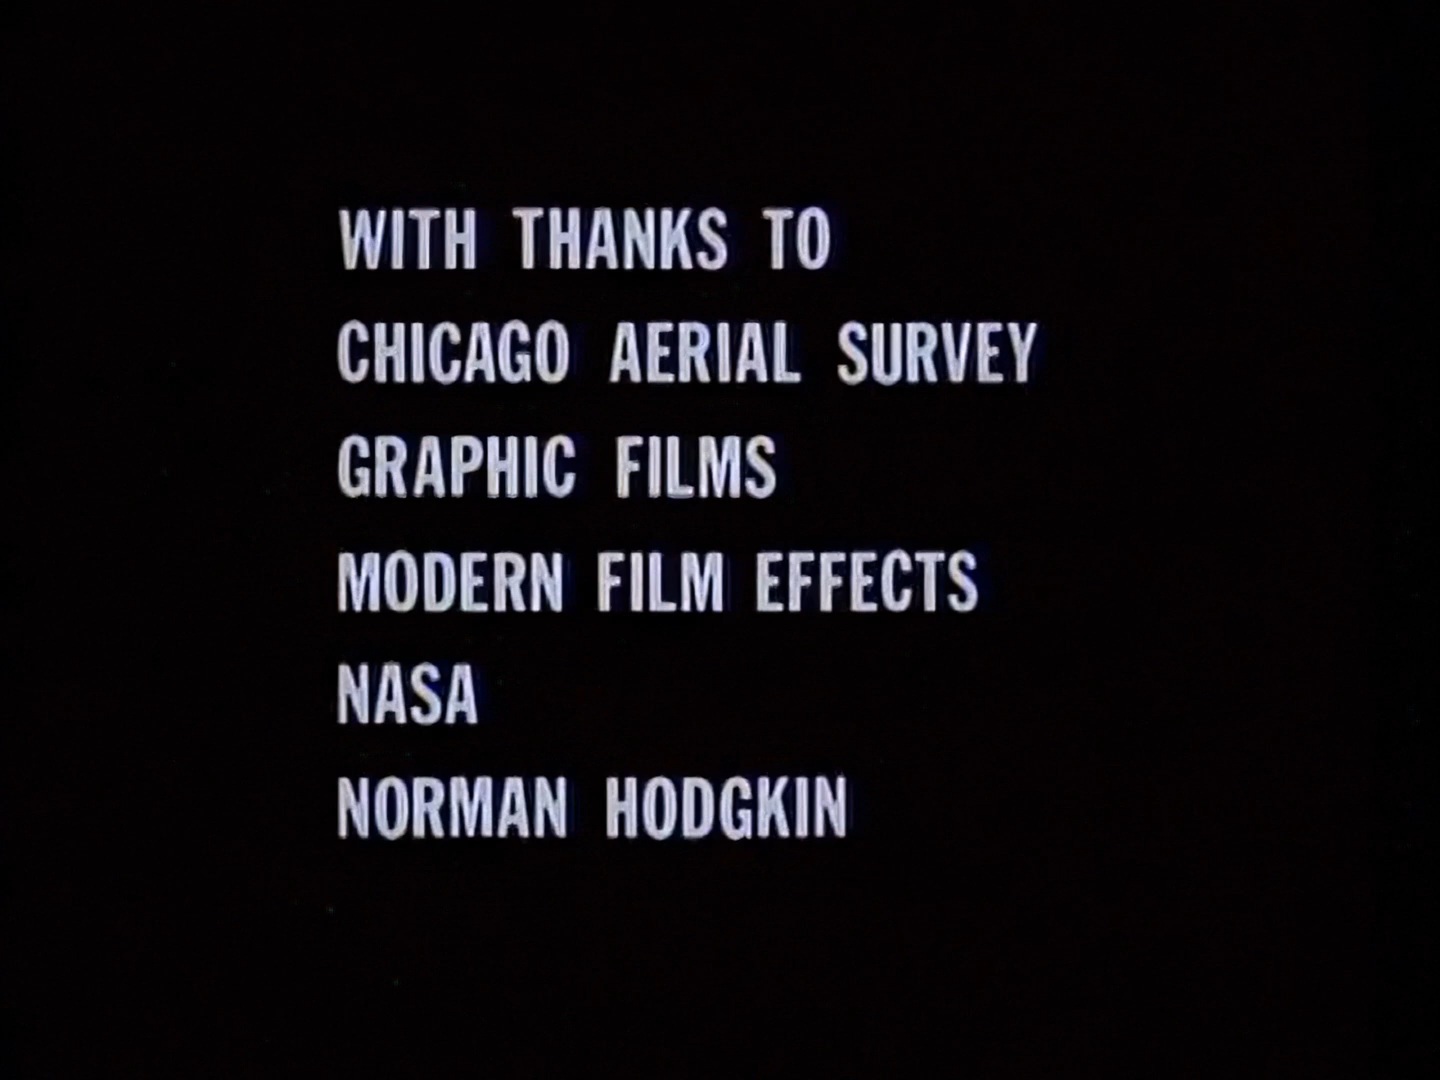 WITH THANKS TO
CHICAGO AERIAL SURVEY
GRAPHIC FILMS
MODERN FILM EFFECTS
NASA
NORMAN HODGKIN